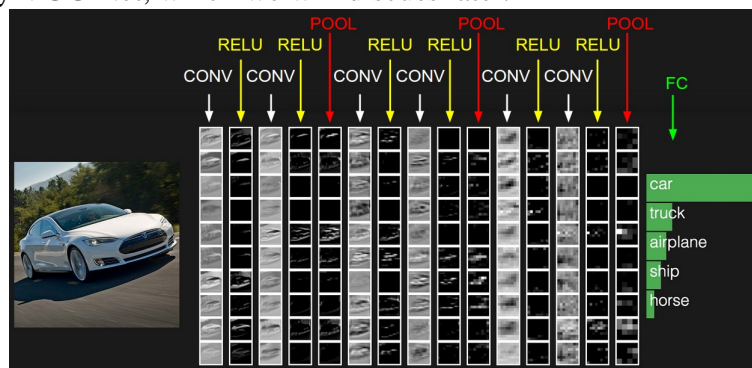 POOL POOL POOL
RELU RELU RELU RELU RELU RELU
CONV CONV CONV CONV CONV CONV
FC
car
truck
airplane
ship
horse